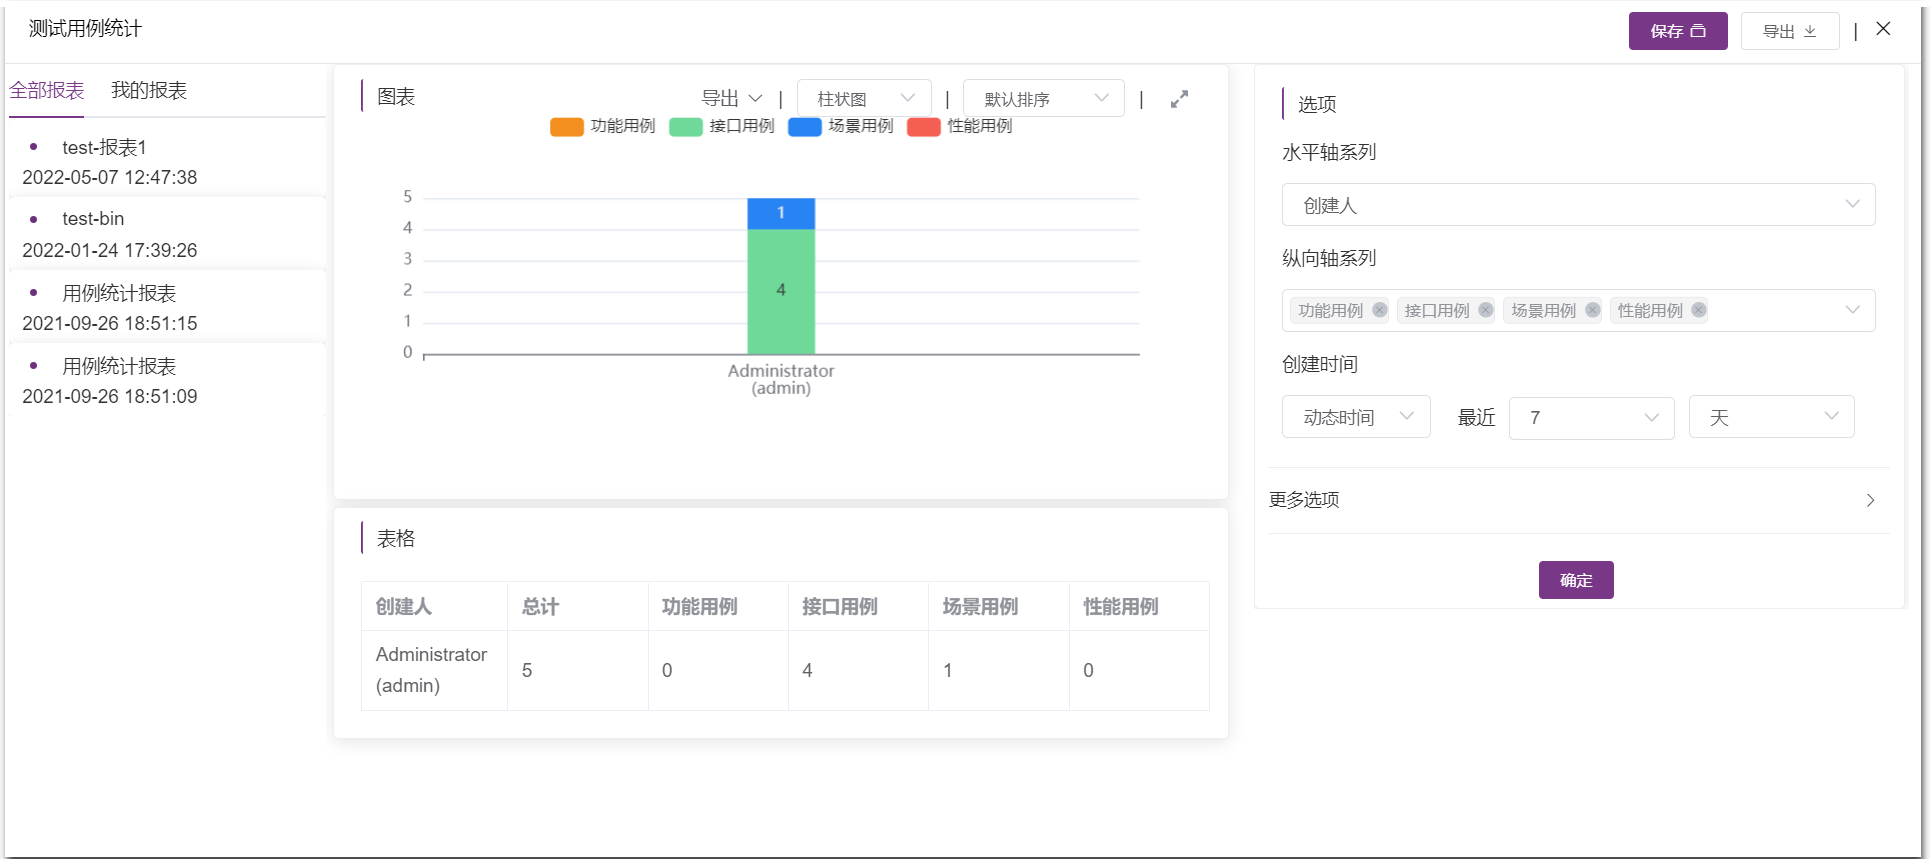 测试用例统计
保存
导出
|
全部报表
我的报表
test-报表1
2022-05-07 12:47:38
test-bin
2022-01-24 17:39:26
用例统计报表
2021-09-26 18:51:15
用例统计报表
2021-09-26 18:51:09
图表
导出
|
柱状图
|
默认排序
|
功能用例
接口用例
场景用例
性能用例
5
4
3
2
1
0
1
4
Administrator
(admin)
表格
创建人 总计 功能用例 接口用例 场景用例 性能用例
Administrator
(admin)
5 0 4 1 0
选项
水平轴系列
创建人
纵向轴系列
功能用例 接口用例 场景用例 性能用例
创建时间
动态时间 最近 7 天
更多选项
确定